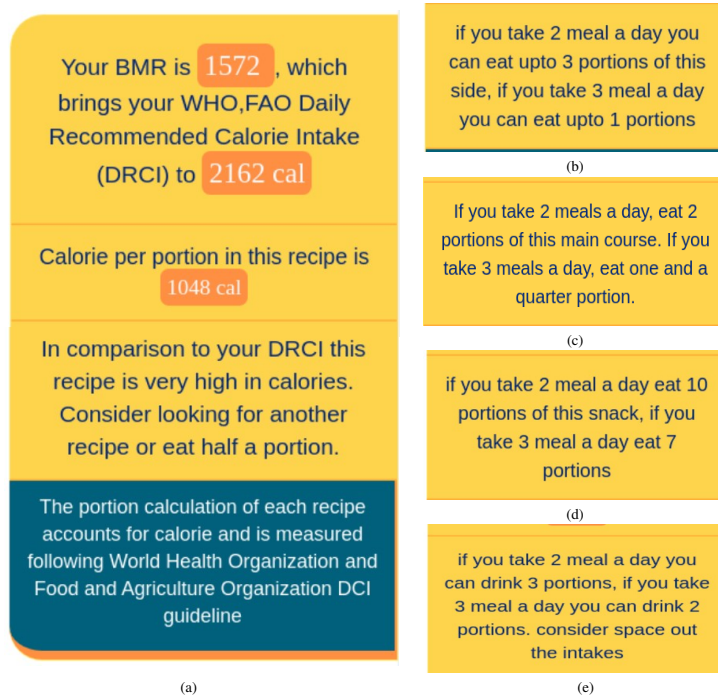 Your BMR is 1572 , which
brings your WHO,FAO Daily
Recommended Calorie Intake
(DRCI) to 2162 cal
Calorie per portion in this recipe is
1048 cal
In comparison to your DRCI this
recipe is very high in calories.
Consider looking for another
recipe or eat half a portion.
The portion calculation of each recipe
accounts for calorie and is measured
following World Health Organization and
Food and Agriculture Organization DCI
guideline
(a)
if you take 2 meal a day you
can eat upto 3 portions of this
side, if you take 3 meal a day
you can eat upto 1 portions
(b)
If you take 2 meals a day, eat 2
portions of this main course. If you
take 3 meals a day, eat one and a
quarter portion.
(c)
if you take 2 meal a day eat 10
portions of this snack, if you
take 3 meal a day eat 7
portions
(d)
if you take 2 meal a day you
can drink 3 portions, if you take
3 meal a day you can drink 2
portions. consider space out
the intakes
(e)